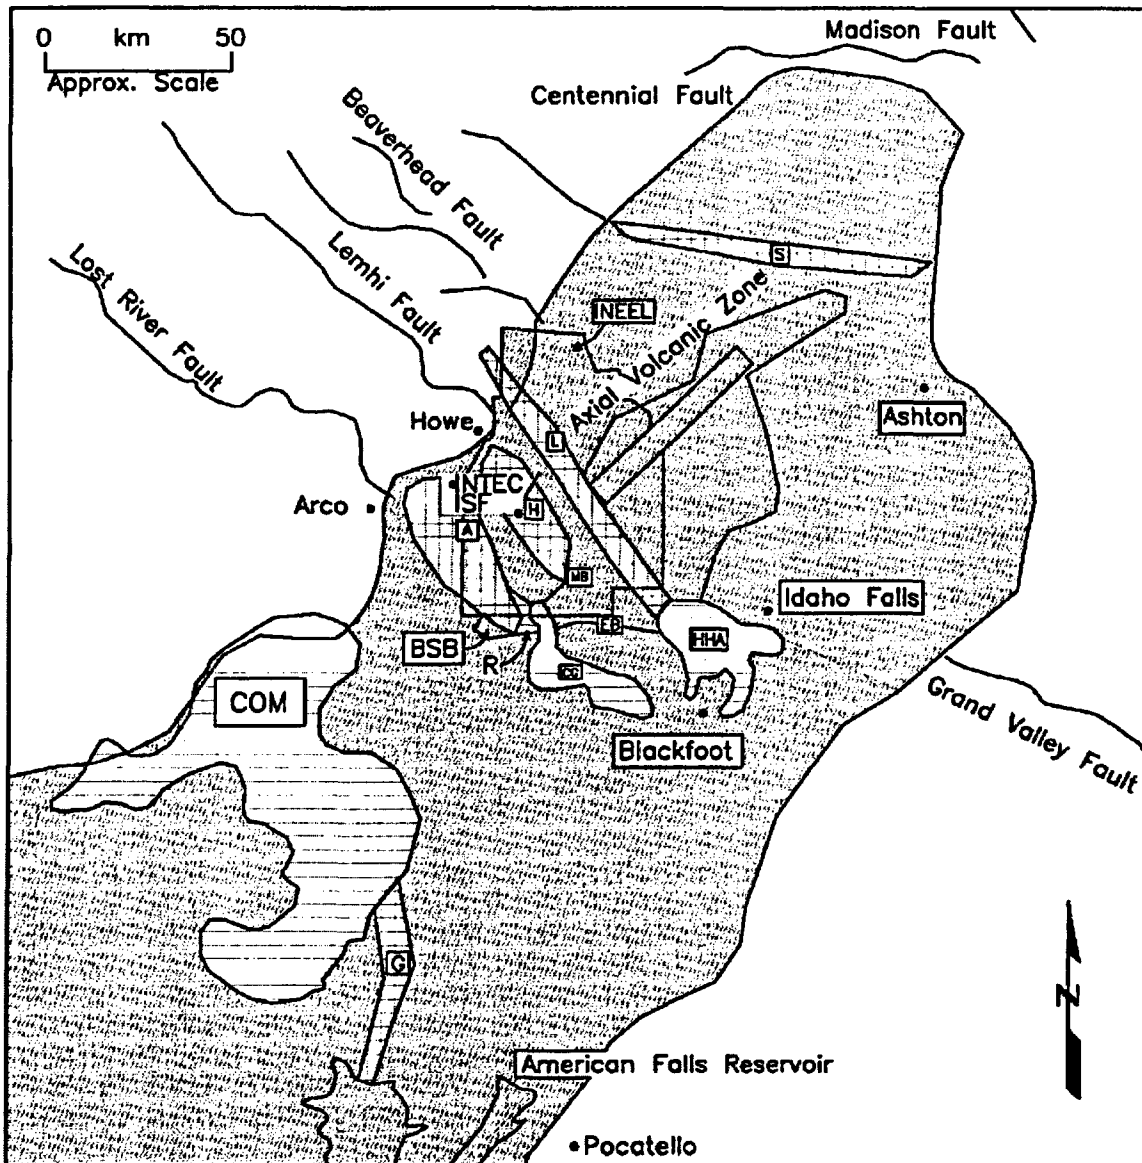 0 km 50
Approx. Scale
Madison Fault
Centennial Fault
Beaverhead Fault
Lemhi Fault
Lost River Fault
S
INEEL
Axial Volcanic Zone
Ashton
Howe
L
NTEC
ISF
Arco
H
A
MB
Idaho Falls
EB
HHA
BSB
R
CG
COM
Blackfoot
Grand Valley Fault
G
N
American Falls Reservoir
Pocatello